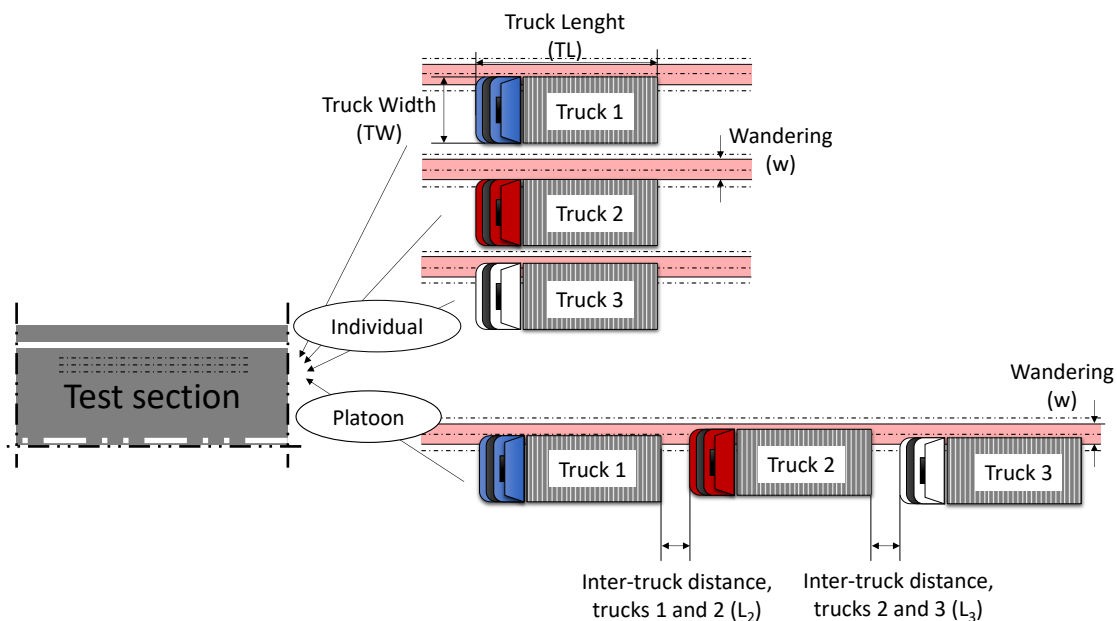 Truck Lenght
(TL)
Truck Width
(TW)
Truck 1
Wandering
(w)
Truck 2
Truck 3
Individual
Test section
Platoon
Wandering
(w)
Truck 1
Truck 2
Truck 3
Inter-truck distance,
trucks 1 and 2 (L₂)
Inter-truck distance,
trucks 2 and 3 (L₃)